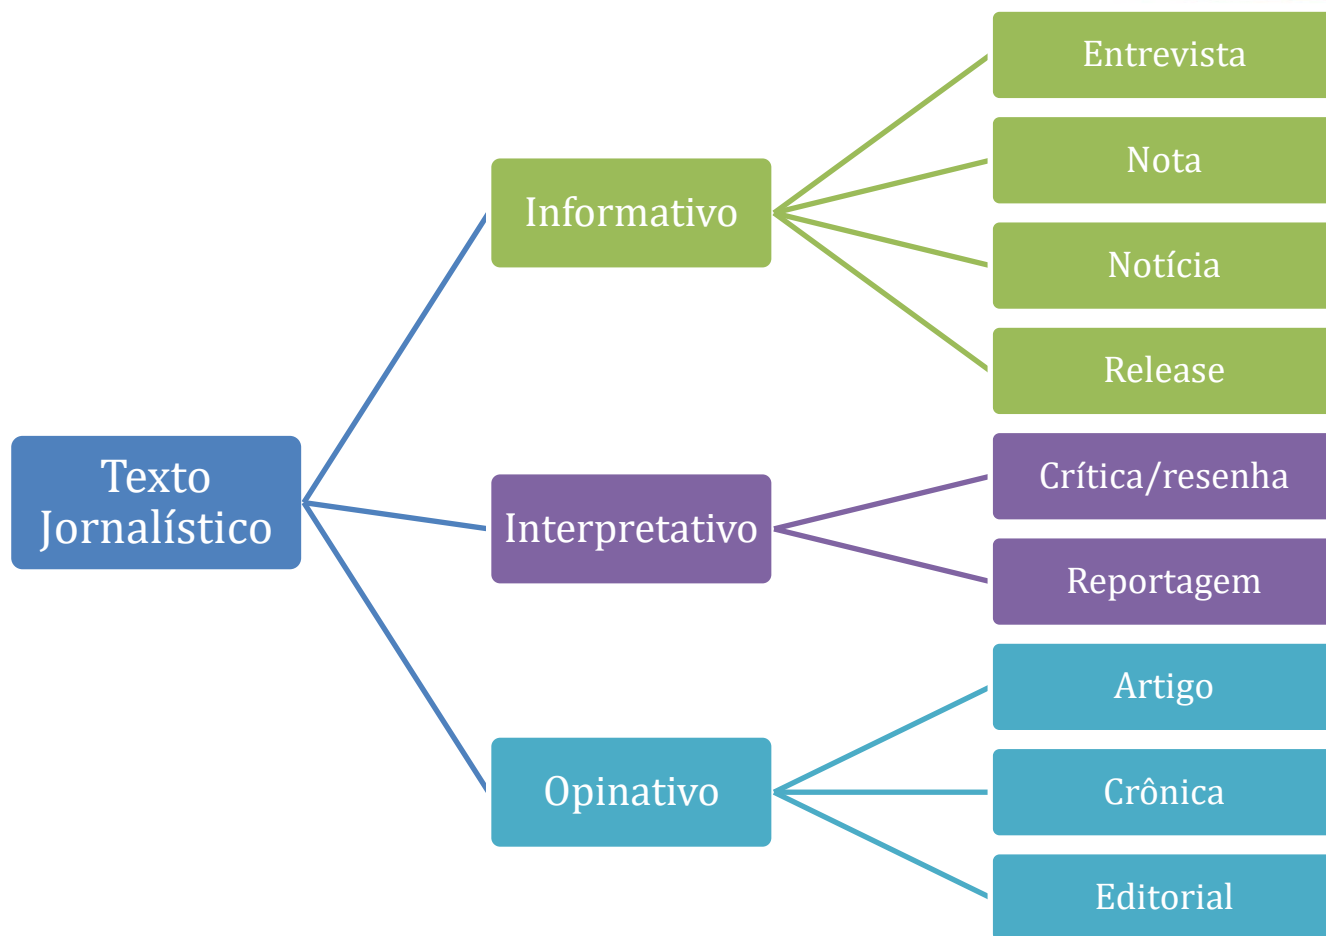 Texto
Jornalístico
Informativo
Entrevista
Nota
Notícia
Release
Interpretativo
Crítica/resenha
Reportagem
Opinativo
Artigo
Crônica
Editorial